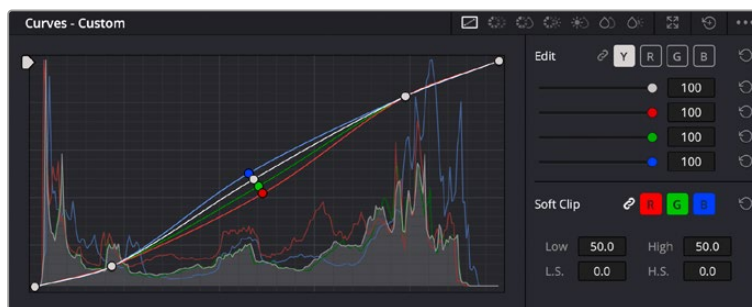 Curves - Custom
Edit Y R G B
100
100
100
100
Soft Clip R G B
Low 50.0 High 50.0
L.S. 0.0 H.S. 0.0